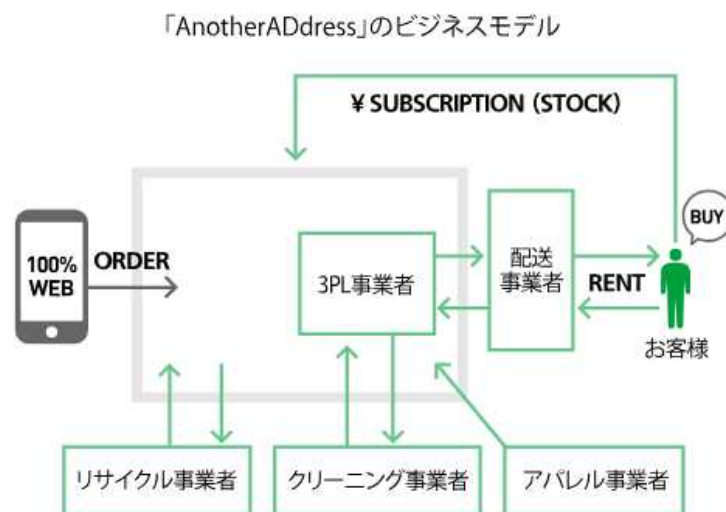 「AnotherADdress」のビジネスモデル
¥ SUBSCRIPTION (STOCK)
BUY
100%
WEB
ORDER
3PL事業者
配送
事業者
RENT
お客様
リサイクル事業者
クリーニング事業者
アパレル事業者